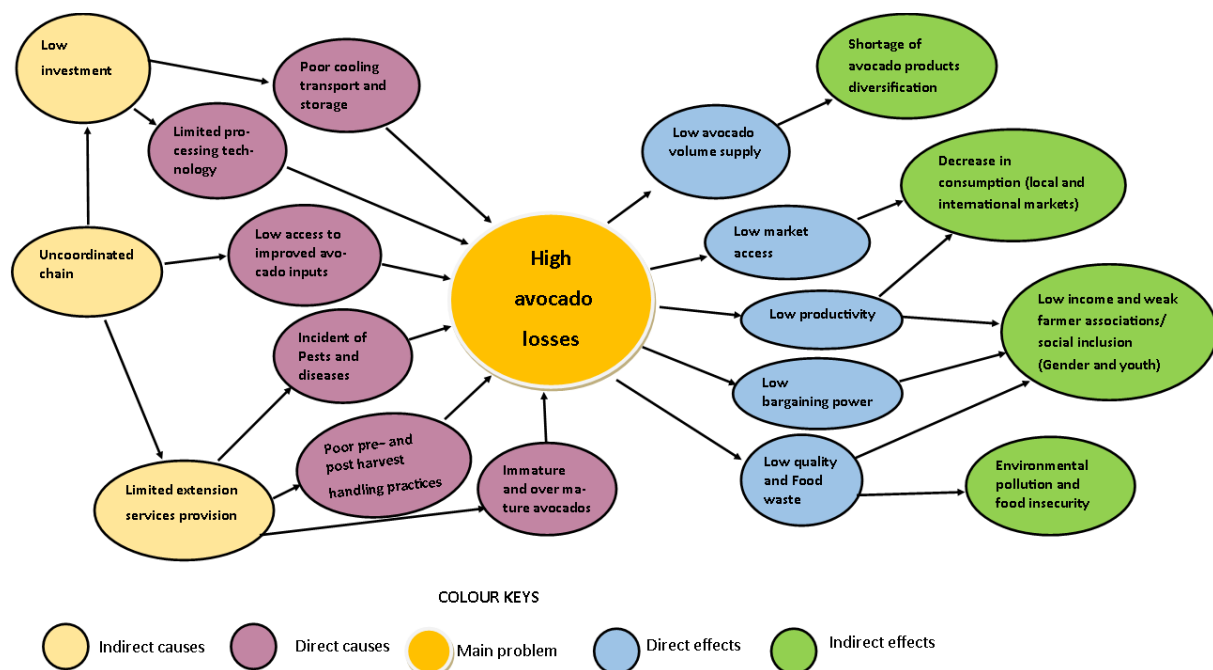 Low
investment
Poor cooling
transport and
storage
Limited pro-
cessing tech-
nology
Uncoordinated
chain
Low access to
improved avo-
cado inputs
Incident of
Pests and
diseases
Limited extension
services provision
Poor pre- and
post harvest
handling practices
Immature
and over ma-
ture avocados
High
avocado
losses
Low avocado
volume supply
Low market
access
Low productivity
Low
bargaining power
Low quality
and Food
waste
Shortage of
avocado products
diversification
Decrease in
consumption (local and
international markets)
Low income and weak
farmer associations/
social inclusion
(Gender and youth)
Environmental
pollution and
food insecurity
COLOUR KEYS
Indirect causes
Direct causes
Main problem
Direct effects
Indirect effects